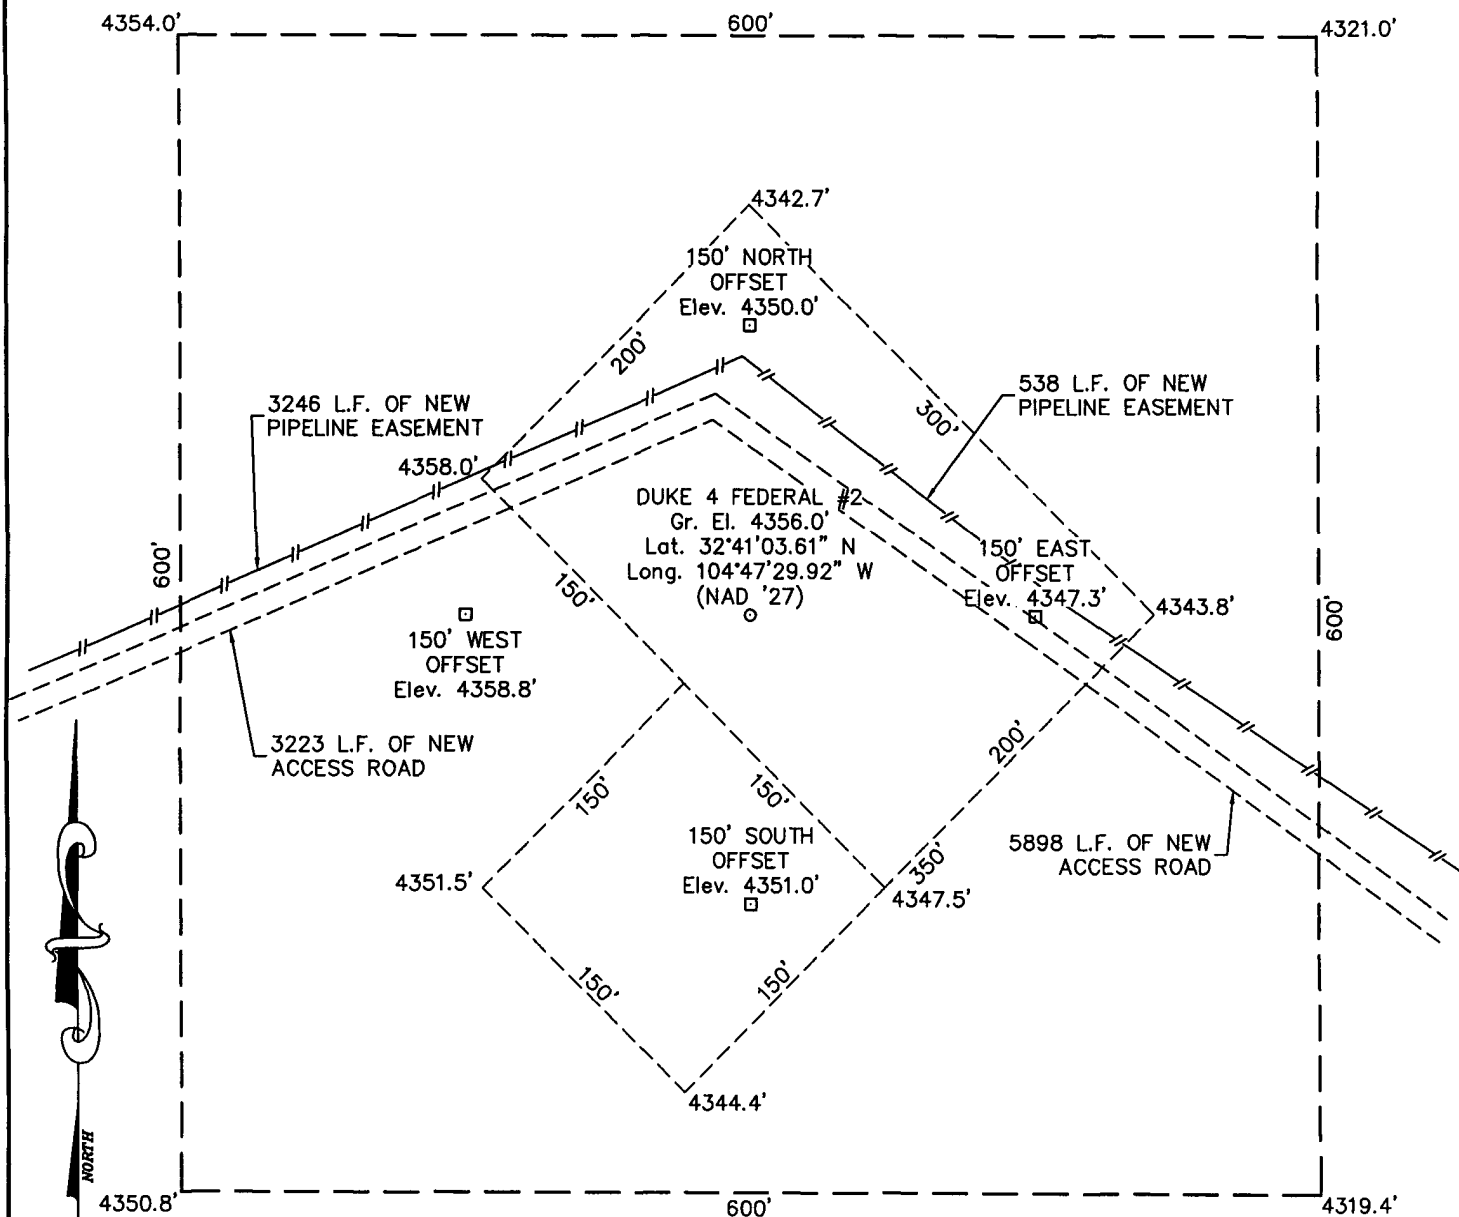 4354.0'
600'
4321.0'
4342.7'
150' NORTH
OFFSET
Elev. 4350.0'
200'
3246 L.F. OF NEW
PIPELINE EASEMENT
538 L.F. OF NEW
PIPELINE EASEMENT
300'
4358.0'
DUKE 4 FEDERAL #2
Gr. El. 4356.0'
Lat. 32°41'03.61" N
Long. 104°47'29.92" W
(NAD '27)
150' EAST
OFFSET
Elev. 4347.3'
600'
150'
4343.8'
600'
150' WEST
OFFSET
Elev. 4358.8'
3223 L.F. OF NEW
ACCESS ROAD
200'
150'
150'
150' SOUTH
OFFSET
Elev. 4351.0'
350'
5898 L.F. OF NEW
ACCESS ROAD
4351.5'
4347.5'
150'
150'
4344.4'
NORTH
4350.8'
600'
4319.4'